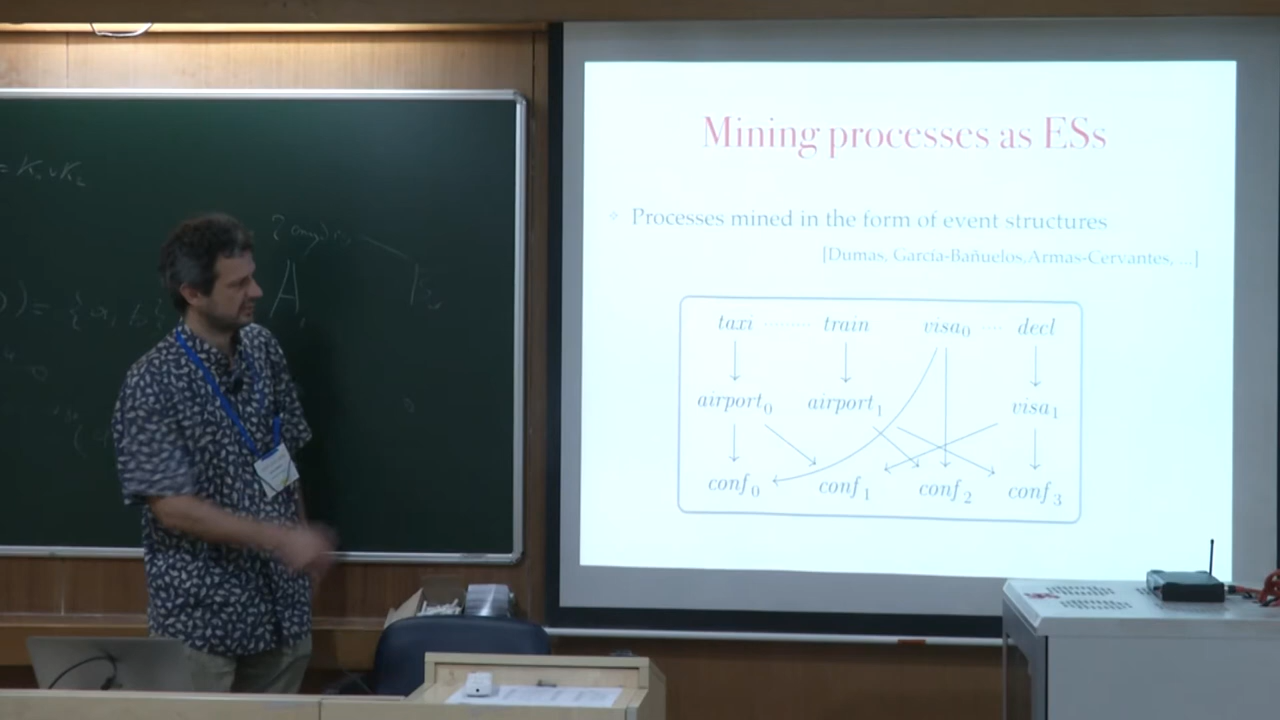 Mining processes as ESs
Processes mined in the form of event structures
[Dumas, García-Bañuelos,Armas-Cervantes, ...]
taxi ........ train visa₀ .... decl
airport₀ airport₁ visa₁
conf₀ conf₁ conf₂ conf₃